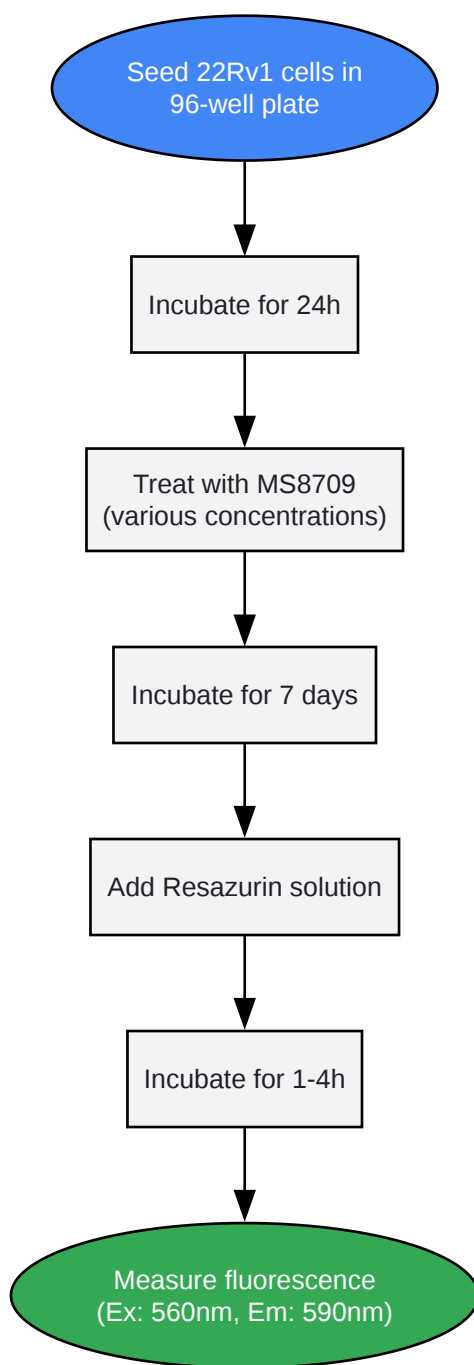 Seed 22Rv1 cells in
96-well plate
Incubate for 24h
Treat with MS8709
(various concentrations)
Incubate for 7 days
Add Resazurin solution
Incubate for 1-4h
Measure fluorescence
(Ex: 560nm, Em: 590nm)